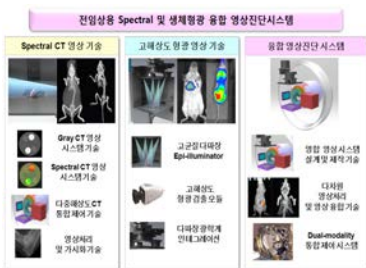 전임상용 Spectral 및 생체형광 융합 영상진단시스템
Spectral CT 영상 기술
Gray CT 영상
시스템기술
Spectral CT 영상
시스템기술
다중해상도 CT
통합 제어 기술
영상처리
및 가시화기술
고해상도 형광 영상 기술
고균질 다파장
Epi-illuminator
고해상도
형광 검출 모듈
다파장 광학계
인테그레이션
융합 영상진단 시스템
영합 영상 시스템
설계 및 제작기술
다차원
영상처리
및 영상 융합기술
Dual-modality
통합 제어 시스템